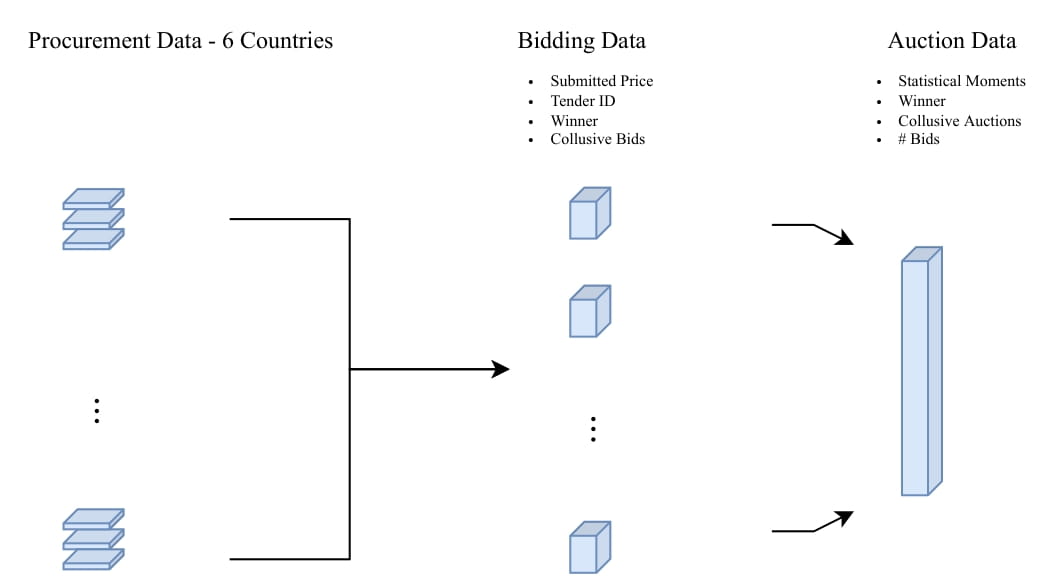 Procurement Data - 6 Countries
Bidding Data
• Submitted Price
• Tender ID
• Winner
• Collusive Bids
Auction Data
• Statistical Moments
• Winner
• Collusive Auctions
• # Bids